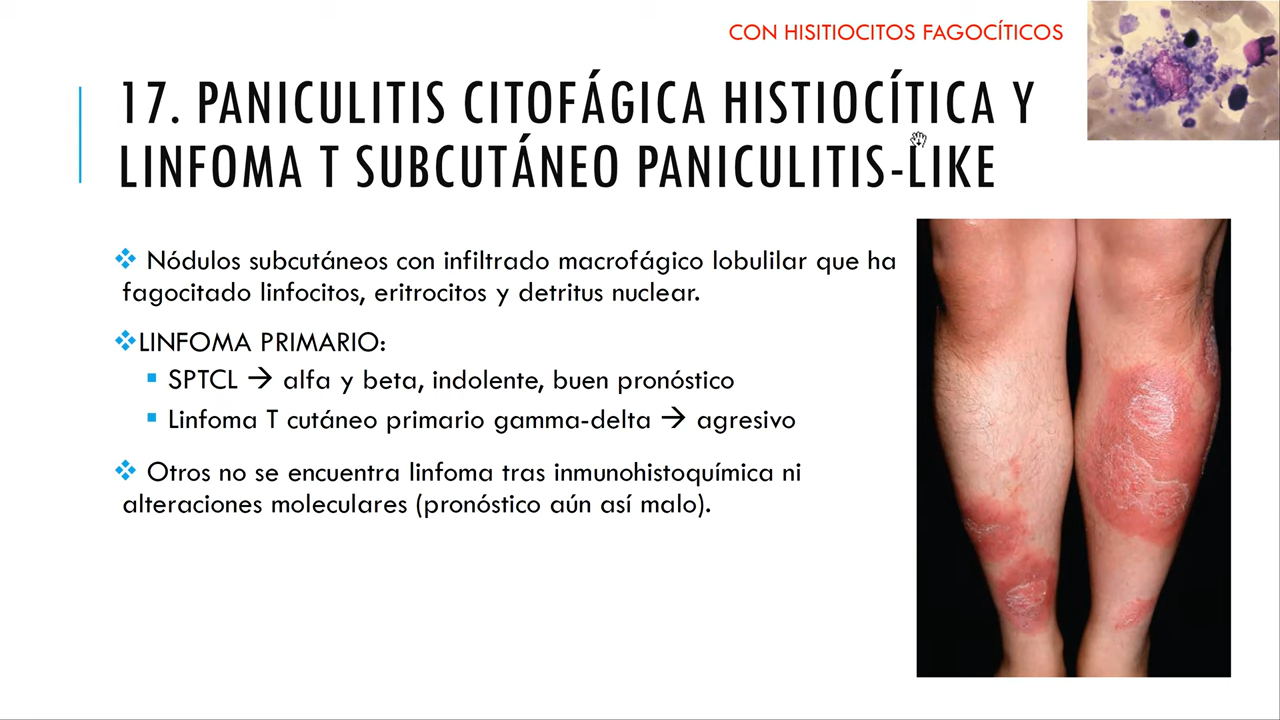 CON HISITIOCITOS FAGOCÍTICOS
17. PANICULITIS CITOFÁGICA HISTIOCÍTICA Y
LINFOMA T SUBCUTÁNEO PANICULITIS-LIKE
❖ Nódulos subcutáneos con infiltrado macrofágico lobulilar que ha
fagocitado linfocitos, eritrocitos y detritus nuclear.
❖LINFOMA PRIMARIO:
▪ SPTCL → alfa y beta, indolente, buen pronóstico
▪ Linfoma T cutáneo primario gamma-delta → agresivo
❖ Otros no se encuentra linfoma tras inmunohistoquímica ni
alteraciones moleculares (pronóstico aún así malo).